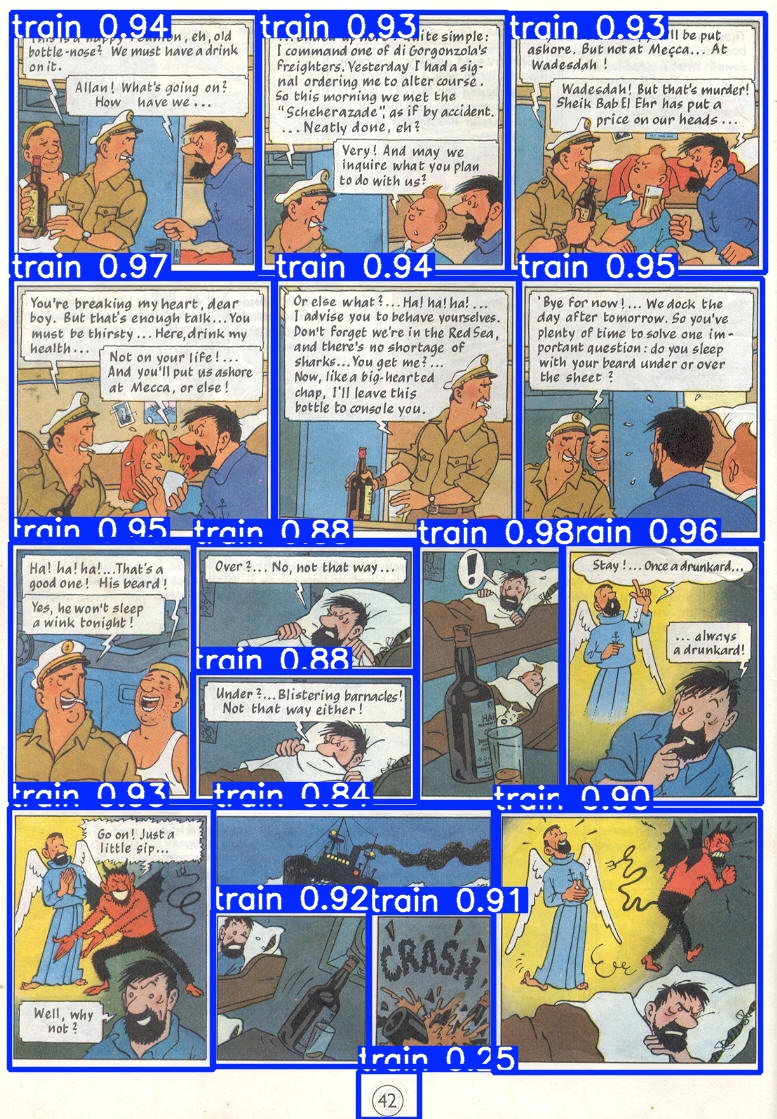 train 0.94
This is a happy reunion, eh, old
bottle-nose? We must have a drink
on it.
Allan! What's going on?
How have we...
train 0.93
ended up here? Quite simple:
I command one of di Gorgonzola's
freighters. Yesterday I had a sig-
nal ordering me to alter course.
So this morning we met the
"Scheherazade", as if by accident.
... Neatly done, eh?
Very! And may we
inquire what you plan
to do with us?
train 0.93
be put
ashore. But not at Mecca... At
Wadesdah!
Wadesdah! But that's murder!
Sheik Bab El Ehr has put a
price on our heads...
train 0.97
You're breaking my heart, dear
boy. But that's enough talk... You
must be thirsty... Here, drink my
health...
Not on your life!...
And you'll put us ashore
at Mecca, or else!
train 0.94
Or else what?... Ha! ha! ha!...
I advise you to behave yourselves.
Don't forget we're in the Red Sea,
and there's no shortage of
sharks... You get me?...
Now, like a big-hearted
chap, I'll leave this
bottle to console you.
train 0.95
'Bye for now!... We dock the
day after tomorrow. So you've
plenty of time to solve one im-
portant question: do you sleep
with your beard under or over
the sheet?
train 0.95
Ha! ha! ha!...That's a
good one! His beard!
Yes, he won't sleep
a wink tonight!
train 0.88
Over?... No, not that way...
train 0.88
Under?...Blistering barnacles!
Not that way either!
train 0.98
!
rain 0.96
Stay!... Once a drunkard...
... always
a drunkard!
train 0.93
Go on! Just a
little sip...
Well, why
not?
train 0.84
train 0.92
train 0.91
CRASH
train 0.90
train 0.25
42